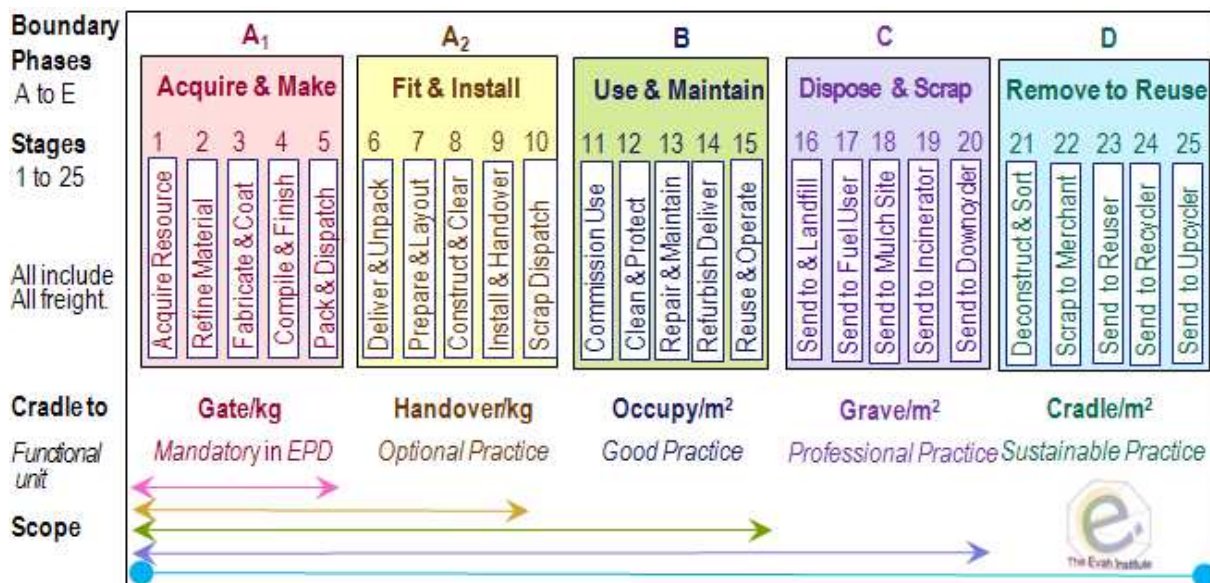 Boundary
Phases
A to E
A₁
A₂
B
C
D
Acquire & Make
Fit & Install
Use & Maintain
Dispose & Scrap
Remove to Reuse
Stages
1 to 25
1 2 3 4 5
6 7 8 9 10
11 12 13 14 15
16 17 18 19 20
21 22 23 24 25
All include
All freight.
Acquire Resource
Refine Material
Fabricate & Coat
Compile & Finish
Pack & Dispatch
Deliver & Unpack
Prepare & Layout
Construct & Clear
Install & Handover
Scrap Dispatch
Commission Use
Clean & Protect
Repair & Maintain
Refurbish Deliver
Reuse & Operate
Send to & Landfill
Send to Fuel User
Send to Mulch Site
Send to Incinerator
Send to Downcycler
Deconstruct & Sort
Scrap to Merchant
Send to Reuser
Send to Recycler
Send to Upcycler
Cradle to
Gate/kg
Handover/kg
Occupy/m²
Grave/m²
Cradle/m²
Functional
unit
Mandatory in EPD
Optional Practice
Good Practice
Professional Practice
Sustainable Practice
Scope
e
The Evah Institute